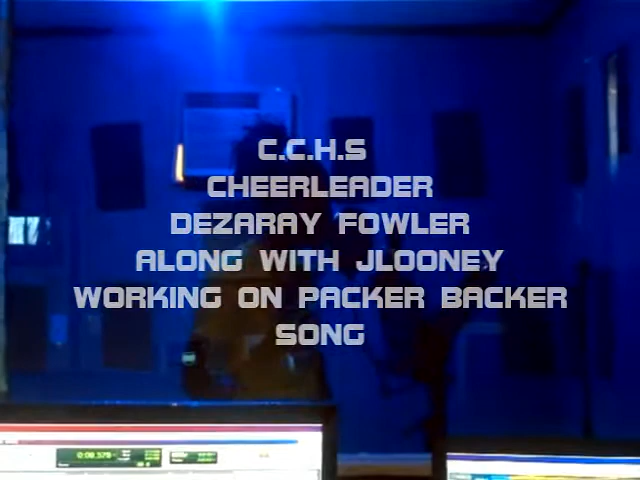 C.C.H.S
CHEERLEADER
DEZARAY FOWLER
ALONG WITH JLOONEY
WORKING ON PACKER BACKER
SONG